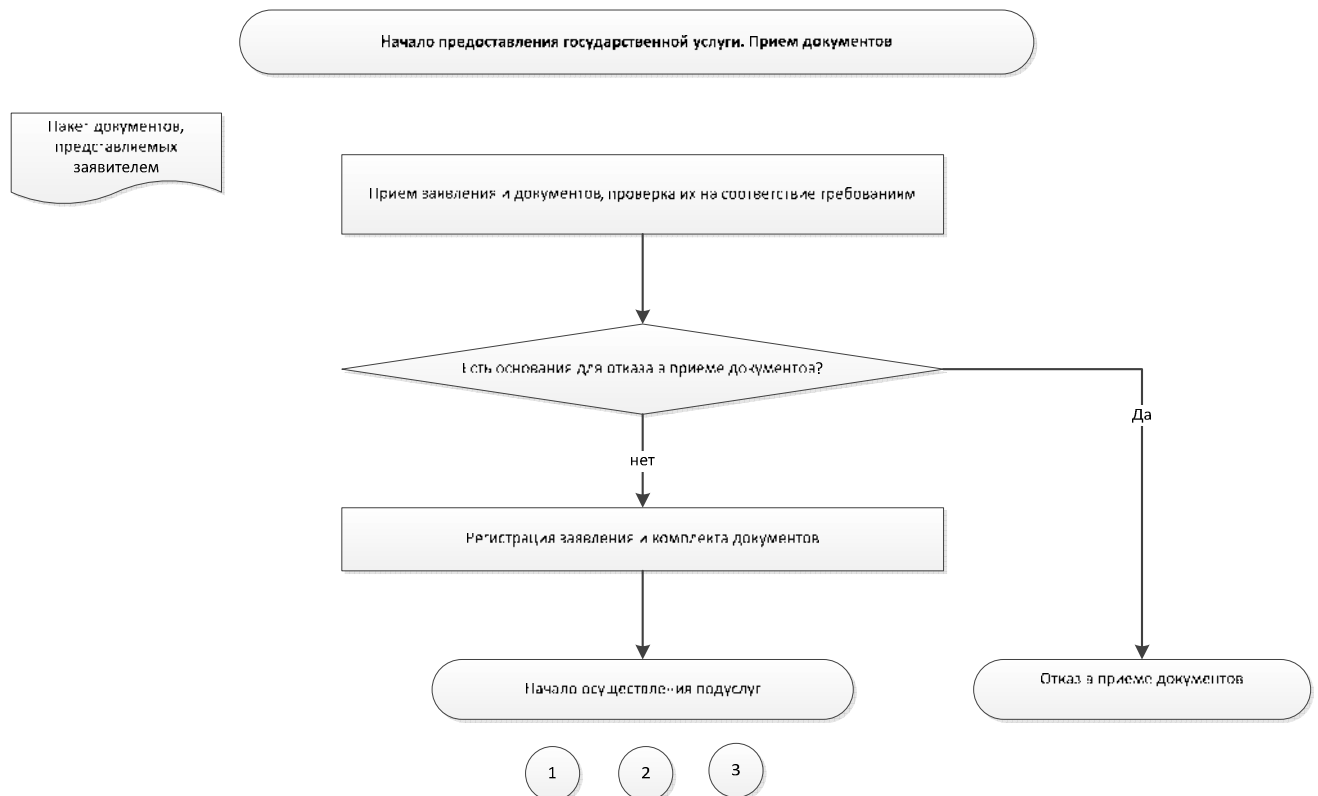 Начало предоставления государственной услуги. Прием документов
Пакет документов,
представляемых
заявителем
Прием заявления и документов, проверка их на соответствие требованиям
Есть основания для отказа в приеме документов?
Да
нет
Регистрация заявления и комплекта документов
Начало осуществления подуслуг
Отказ в приеме документов
1
2
3